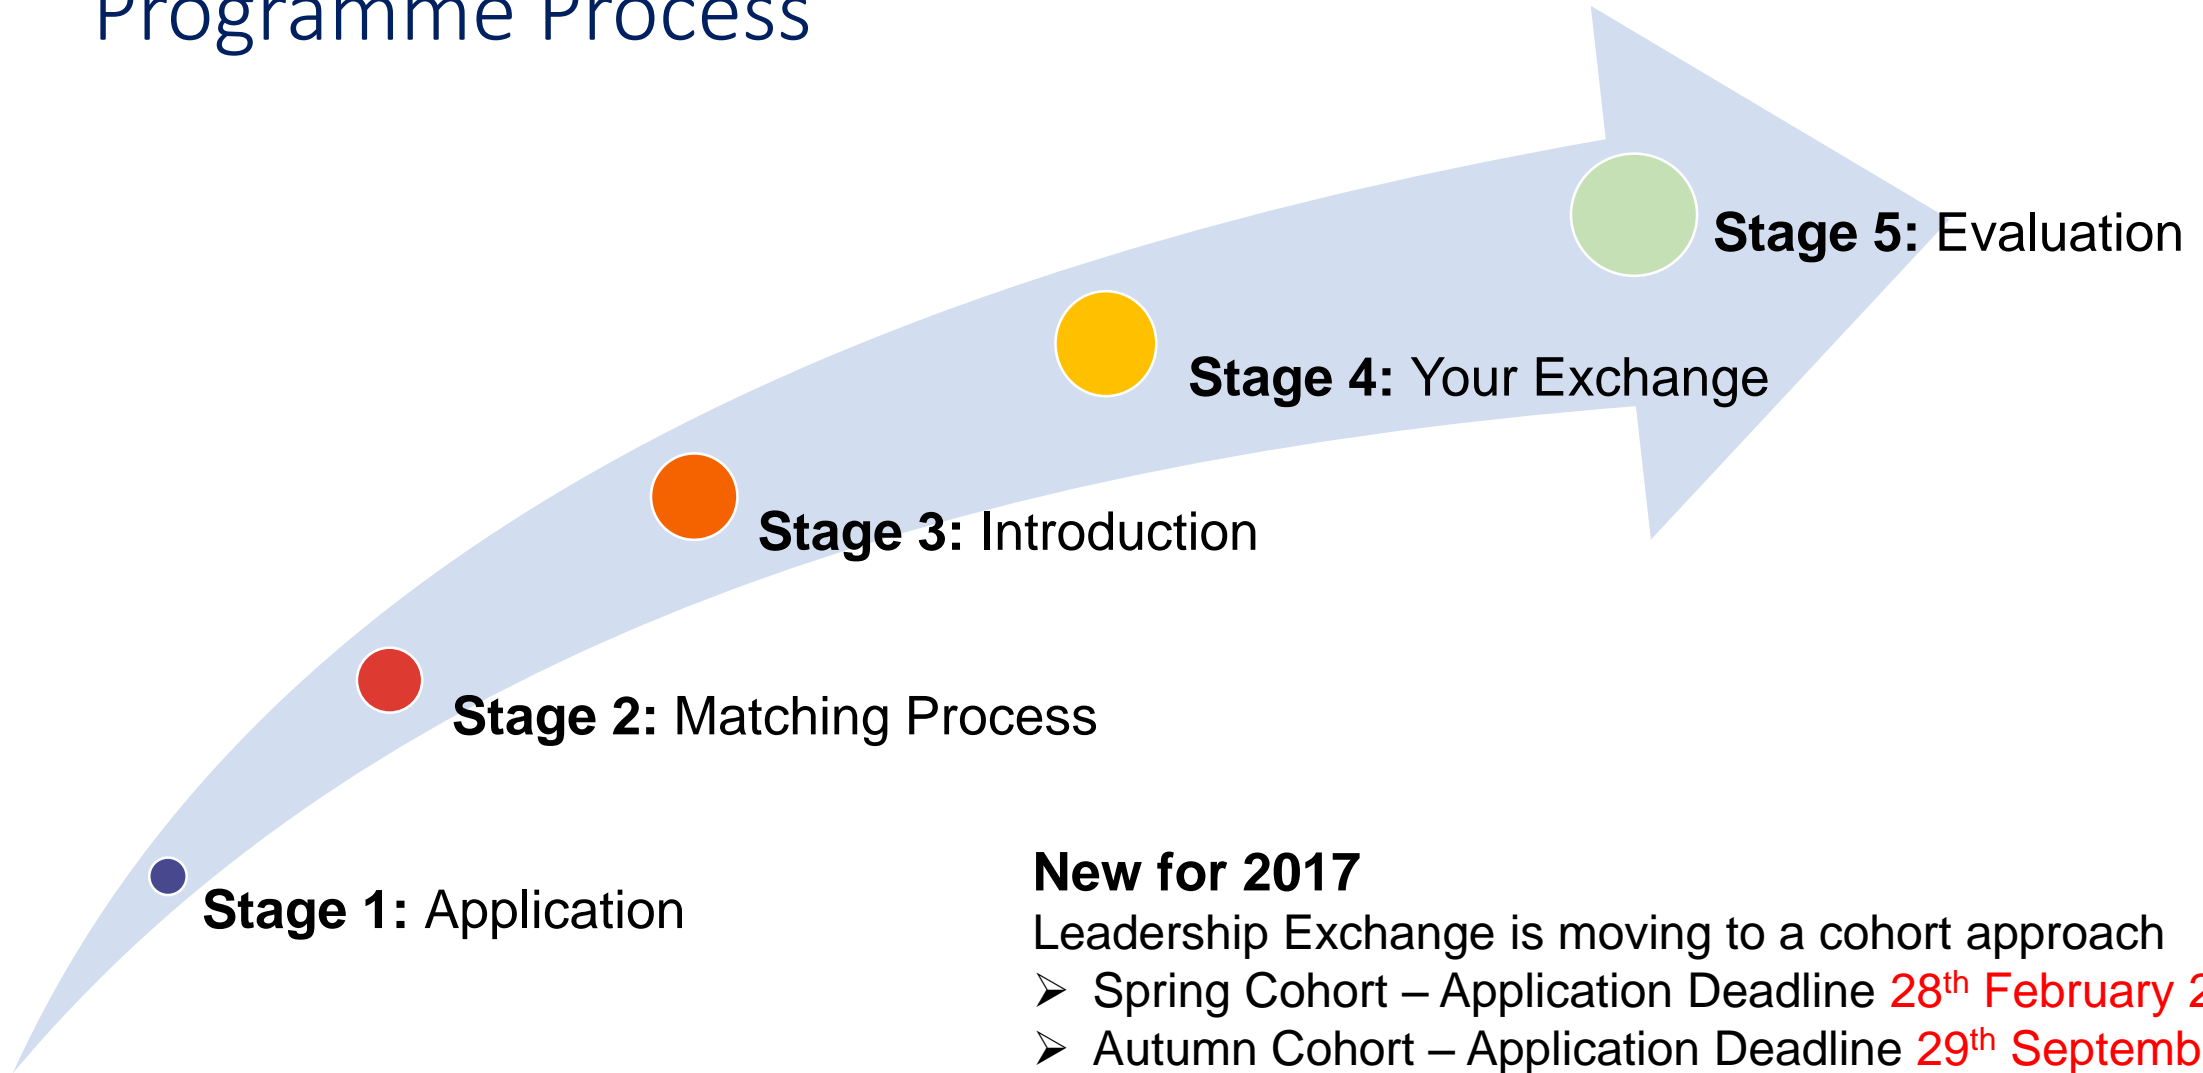 Programme Process
Stage 5: Evaluation
Stage 4: Your Exchange
Stage 3: Introduction
Stage 2: Matching Process
Stage 1: Application
New for 2017
Leadership Exchange is moving to a cohort approach
➢ Spring Cohort – Application Deadline 28th February
➢ Autumn Cohort – Application Deadline 29th Septemb